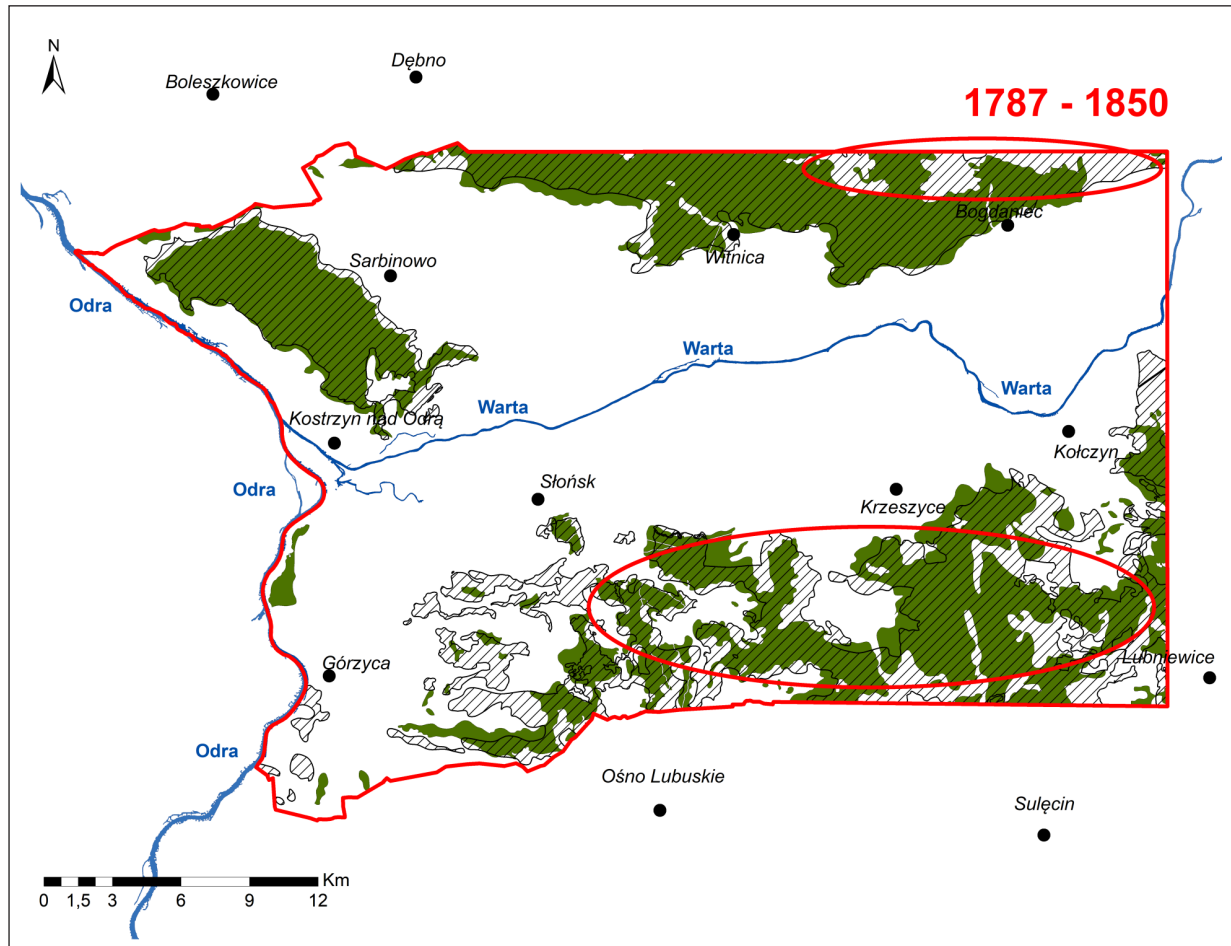 N
Dębno
Boleszkowice
1787 - 1850
Bogdaniec
Witnica
Sarbinowo
Odra
Warta
Warta
Warta
Kostrzyn nad Odrą
Kołczyn
Odra
Słońsk
Krzeszyce
Górzyca
Lubniewice
Odra
Ośno Lubuskie
Sulęcin
Km
0 1,5 3 6 9 12